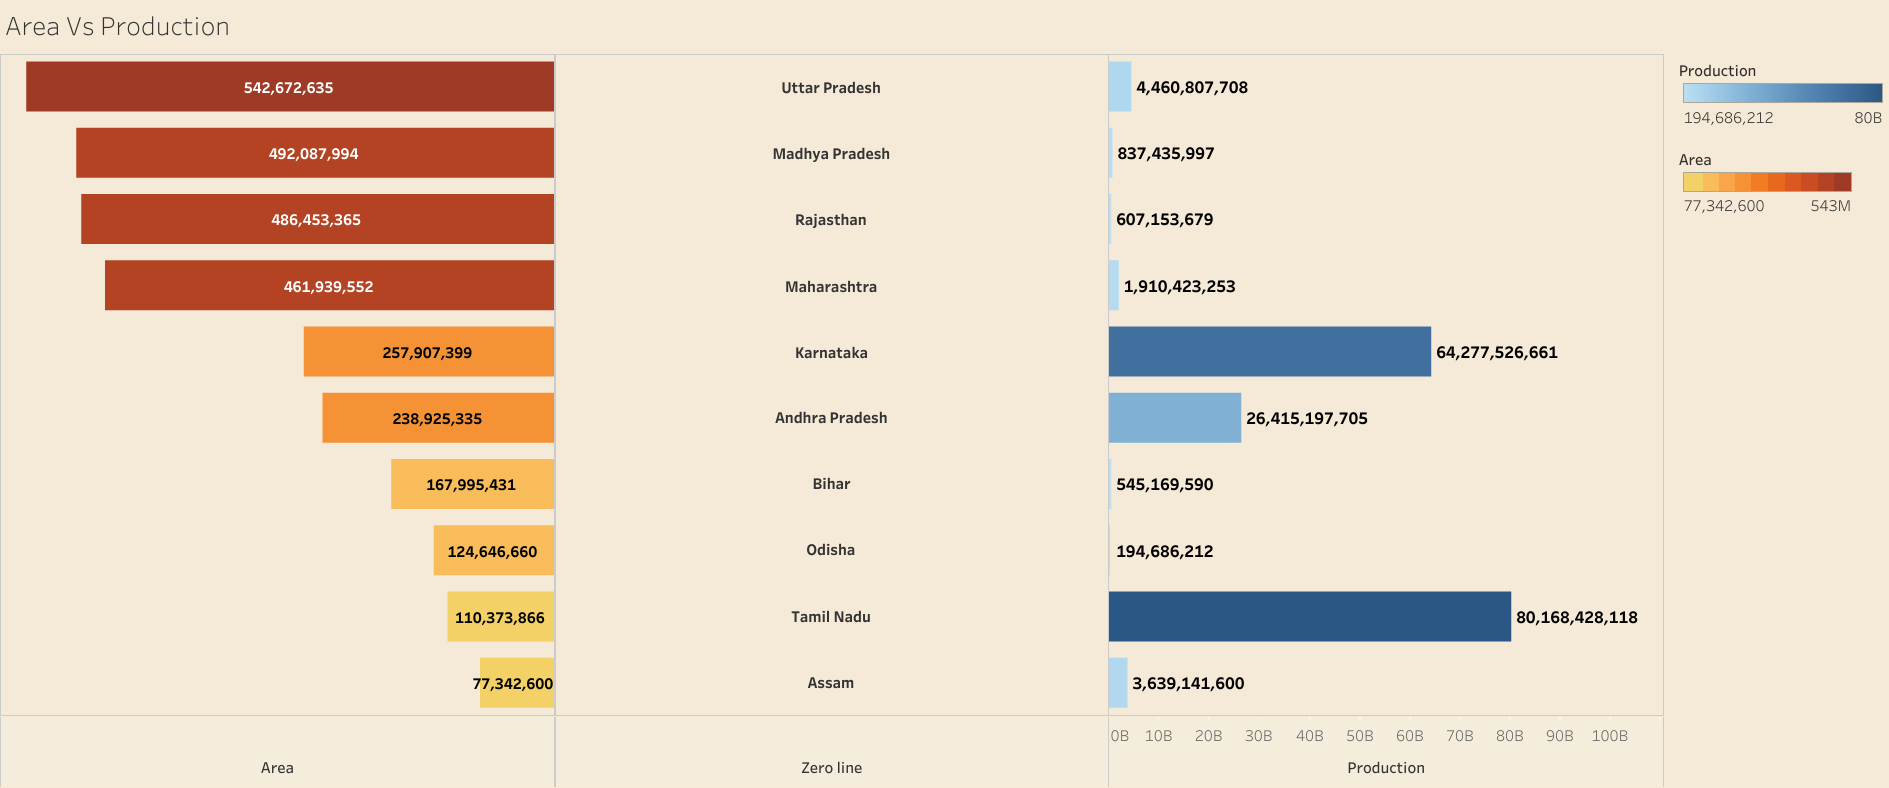 Area Vs Production
542,672,635 Uttar Pradesh 4,460,807,708
492,087,994 Madhya Pradesh 837,435,997
486,453,365 Rajasthan 607,153,679
461,939,552 Maharashtra 1,910,423,253
257,907,399 Karnataka 64,277,526,661
238,925,335 Andhra Pradesh 26,415,197,705
167,995,431 Bihar 545,169,590
124,646,660 Odisha 194,686,212
110,373,866 Tamil Nadu 80,168,428,118
77,342,600 Assam 3,639,141,600
0B 10B 20B 30B 40B 50B 60B 70B 80B 90B 100B
Area Zero line Production
Production
194,686,212 80B
Area
77,342,600 543M